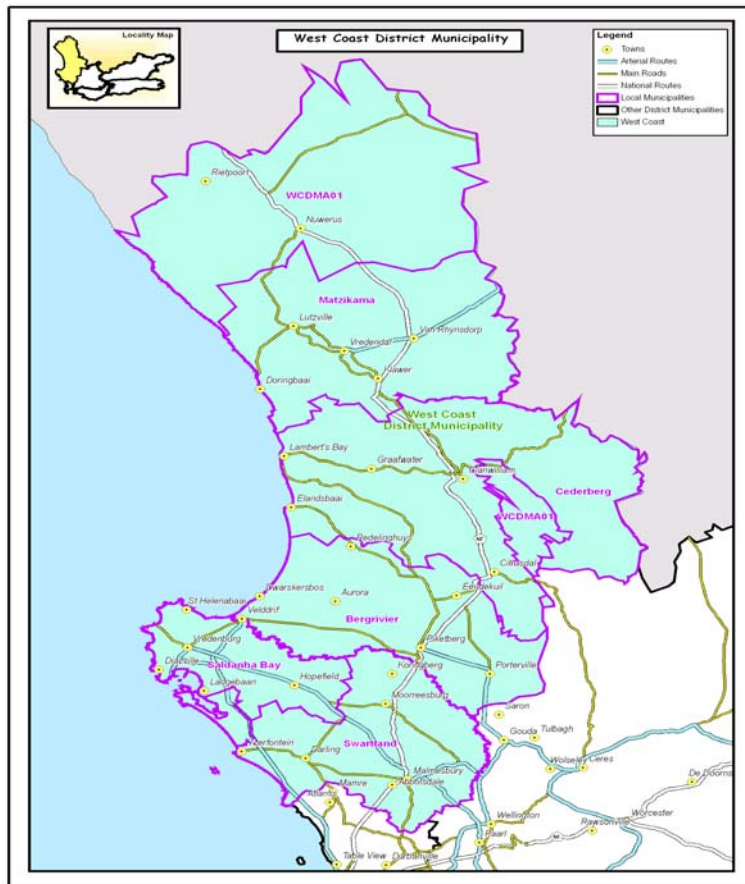 Locality Map
West Coast District Municipality
Legend
Towns
Arterial Routes
Main Roads
National Routes
Local Municipalities
Other District Municipalities
West Coast
Rietpoort
WCDMA01
Nuwerus
Matzikama
Lutzville
Van Rhynsdorp
Vredendal
Klawer
Doringbaai
West Coast
District Municipality
Lambert's Bay
Graafwater
Clanwilliam
Cederberg
WCDMA01
Elandsbaai
N7
Redelinghuys
Citrusdal
Dwarskersbos
Aurora
Eendekuil
St Helenabaai
Velddrif
Bergrivier
Vredenburg
Piketberg
Saldanha Bay
Koringberg
Porterville
Langebaan
Hopefield
Moorreesburg
Saron
Swartland
Gouda
Tulbagh
Yzerfontein
Darling
Wolseley
Ceres
Malmesbury
Abbotsdale
Mamre
De Doorns
Atlantis
Wellington
Worcester
Rawsonville
Paarl
Table View
Durbanville